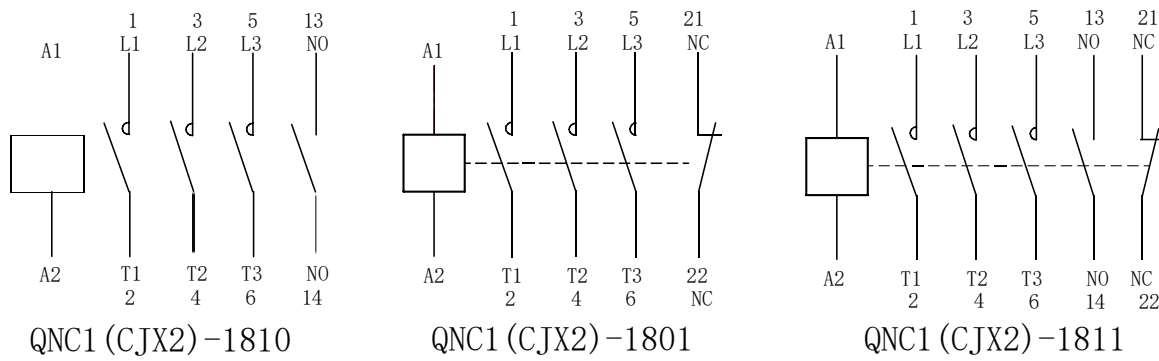 1 3 5 13
L1 L2 L3 NO
A1
A2
T1 T2 T3 NO
2 4 6 14
QNC1(CJX2)-1810
1 3 5 21
L1 L2 L3 NC
A1
A2
T1 T2 T3 22
2 4 6 NC
QNC1(CJX2)-1801
1 3 5 13 21
L1 L2 L3 NO NC
A1
A2
T1 T2 T3 NO NC
2 4 6 14 22
QNC1(CJX2)-1811